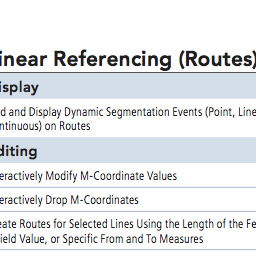 inear Referencing (Routes)
isplay
d and Display Dynamic Segmentation Events (Point, Line
ntinuous) on Routes
diting
eractively Modify M-Coordinate Values
eractively Drop M-Coordinates
eate Routes for Selected Lines Using the Length of the Fe
ield Value, or Specific From and To Measures